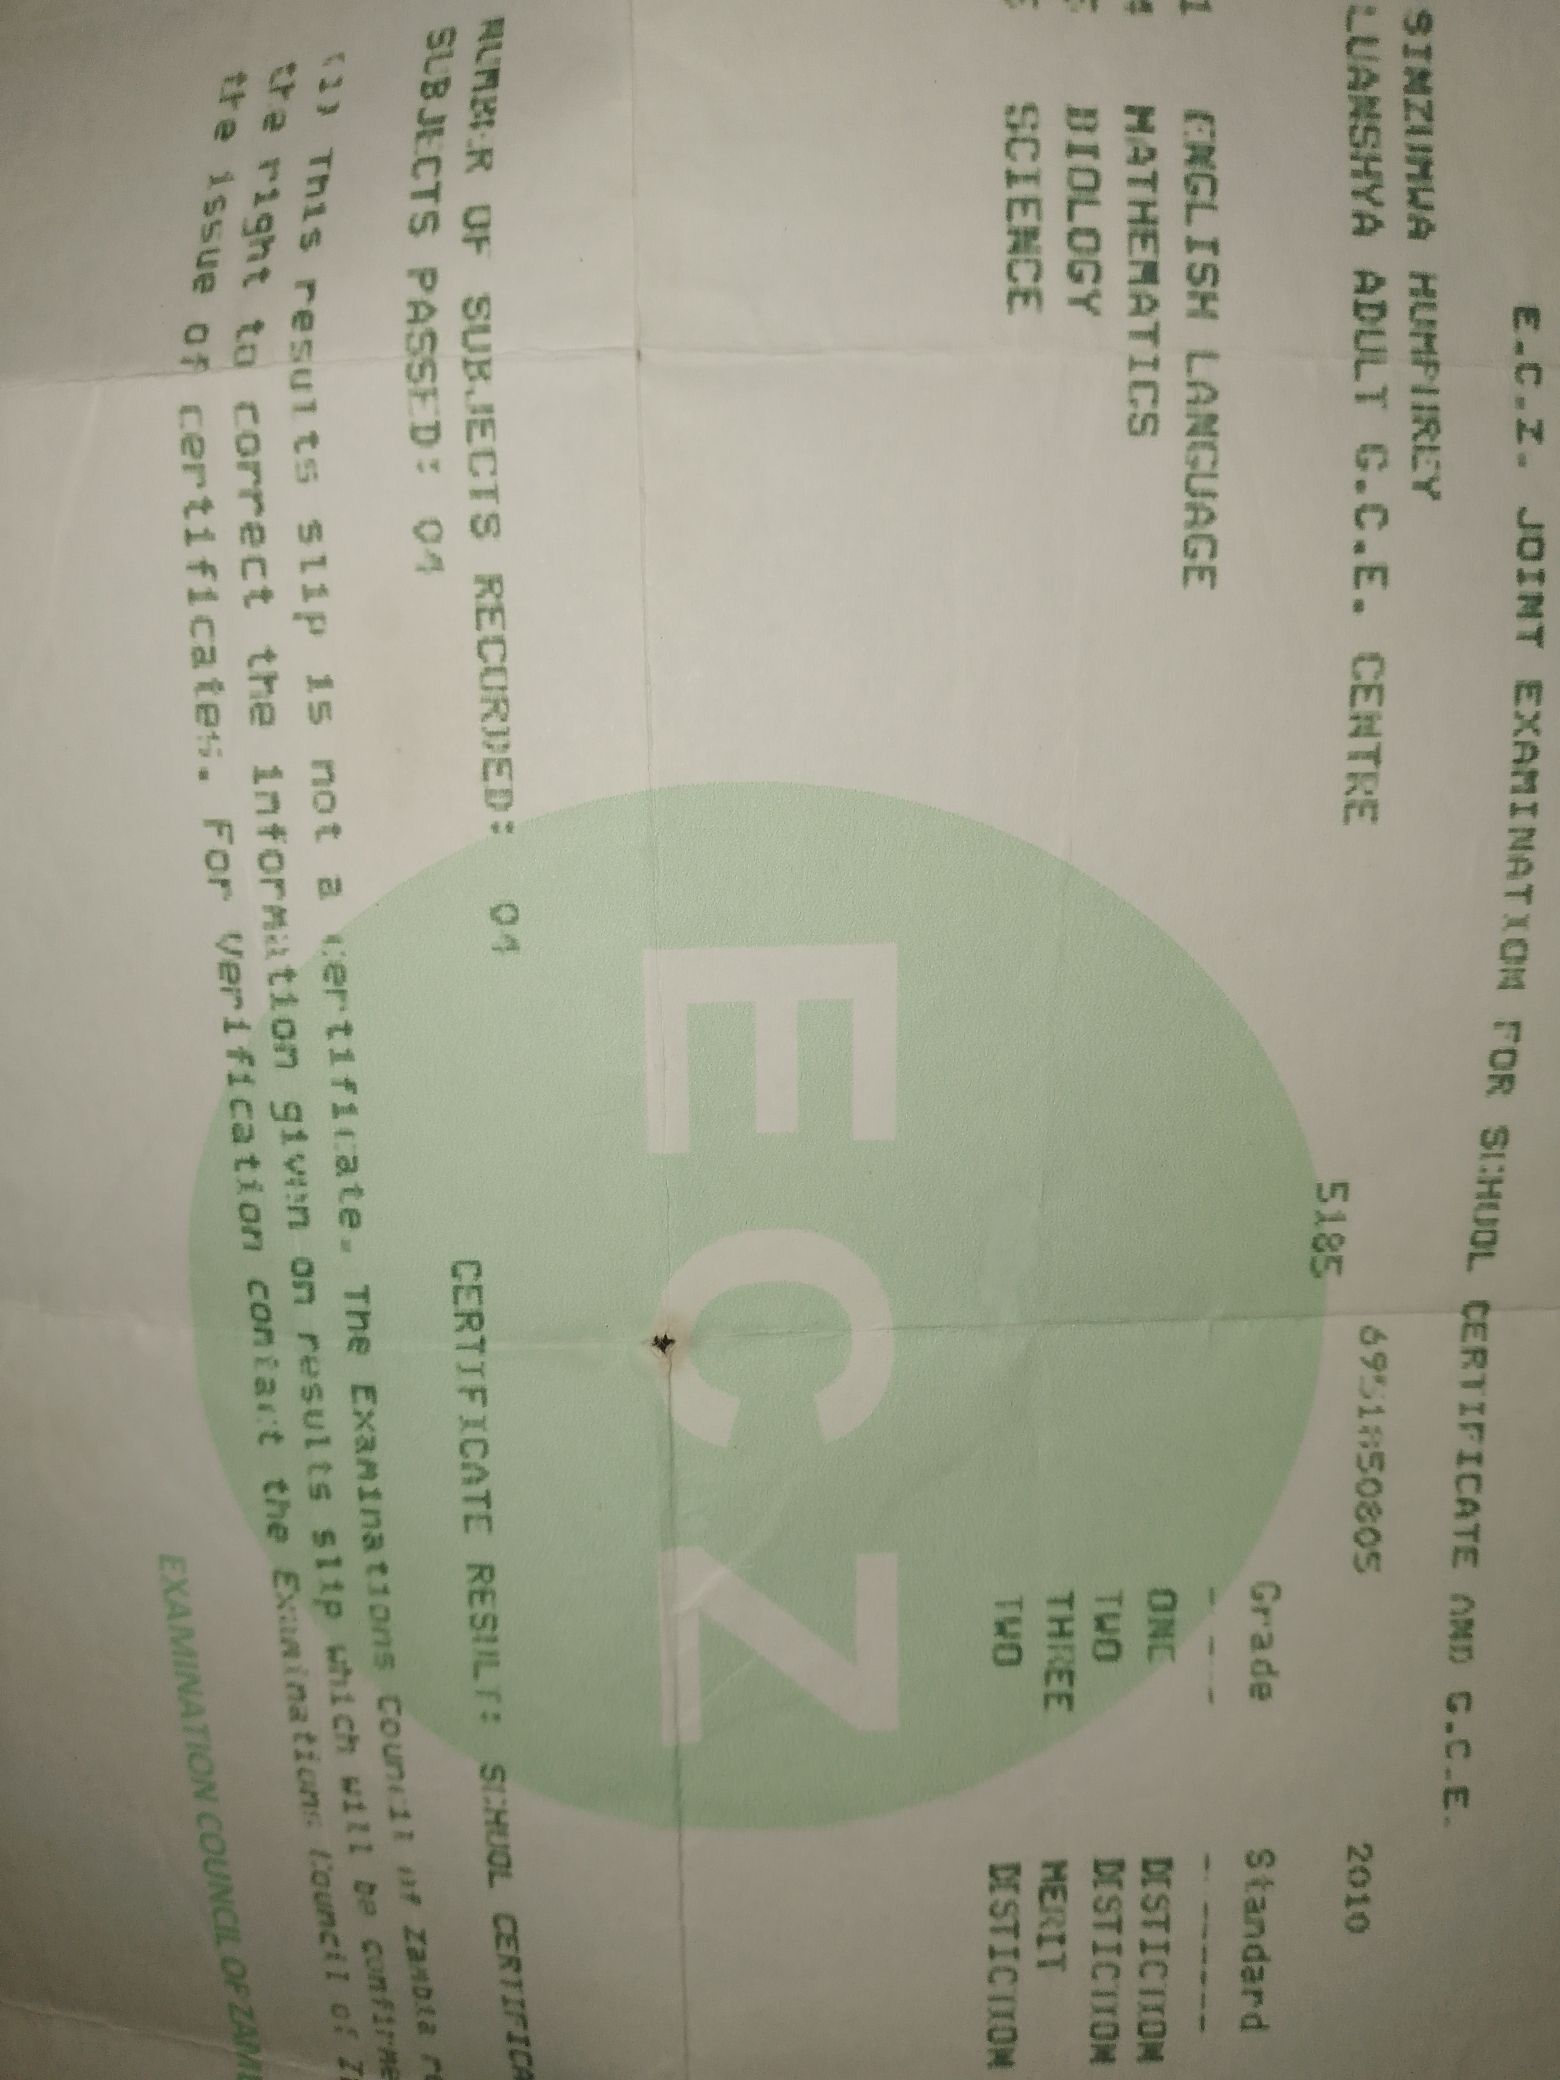 E.C.Z. JOINT EXAMINATION FOR SCHOOL CERTIFICATE AND G.C.E.
SINZUMWA HUMPHREY
LUANSHYA ADULT G.C.E. CENTRE 5185 2010
Grade Standard
1 ENGLISH LANGUAGE ONE DISTICTION
MATHEMATICS TWO DISTICTION
BIOLOGY THREE MERIT
SCIENCE TWO DISTICTION
ECZ
NUMBER OF SUBJECTS RECORDED: 04 CERTIFICATE RESULT: SCHOOL
SUBJECTS PASSED: 04
(1) This results slip is not a certificate. The Examinations Council of Zambia
the right to correct the information given on results slip which will be
the issue of certificates. For verification contact the Examinations Council of
EXAMINATION COUNCIL OF